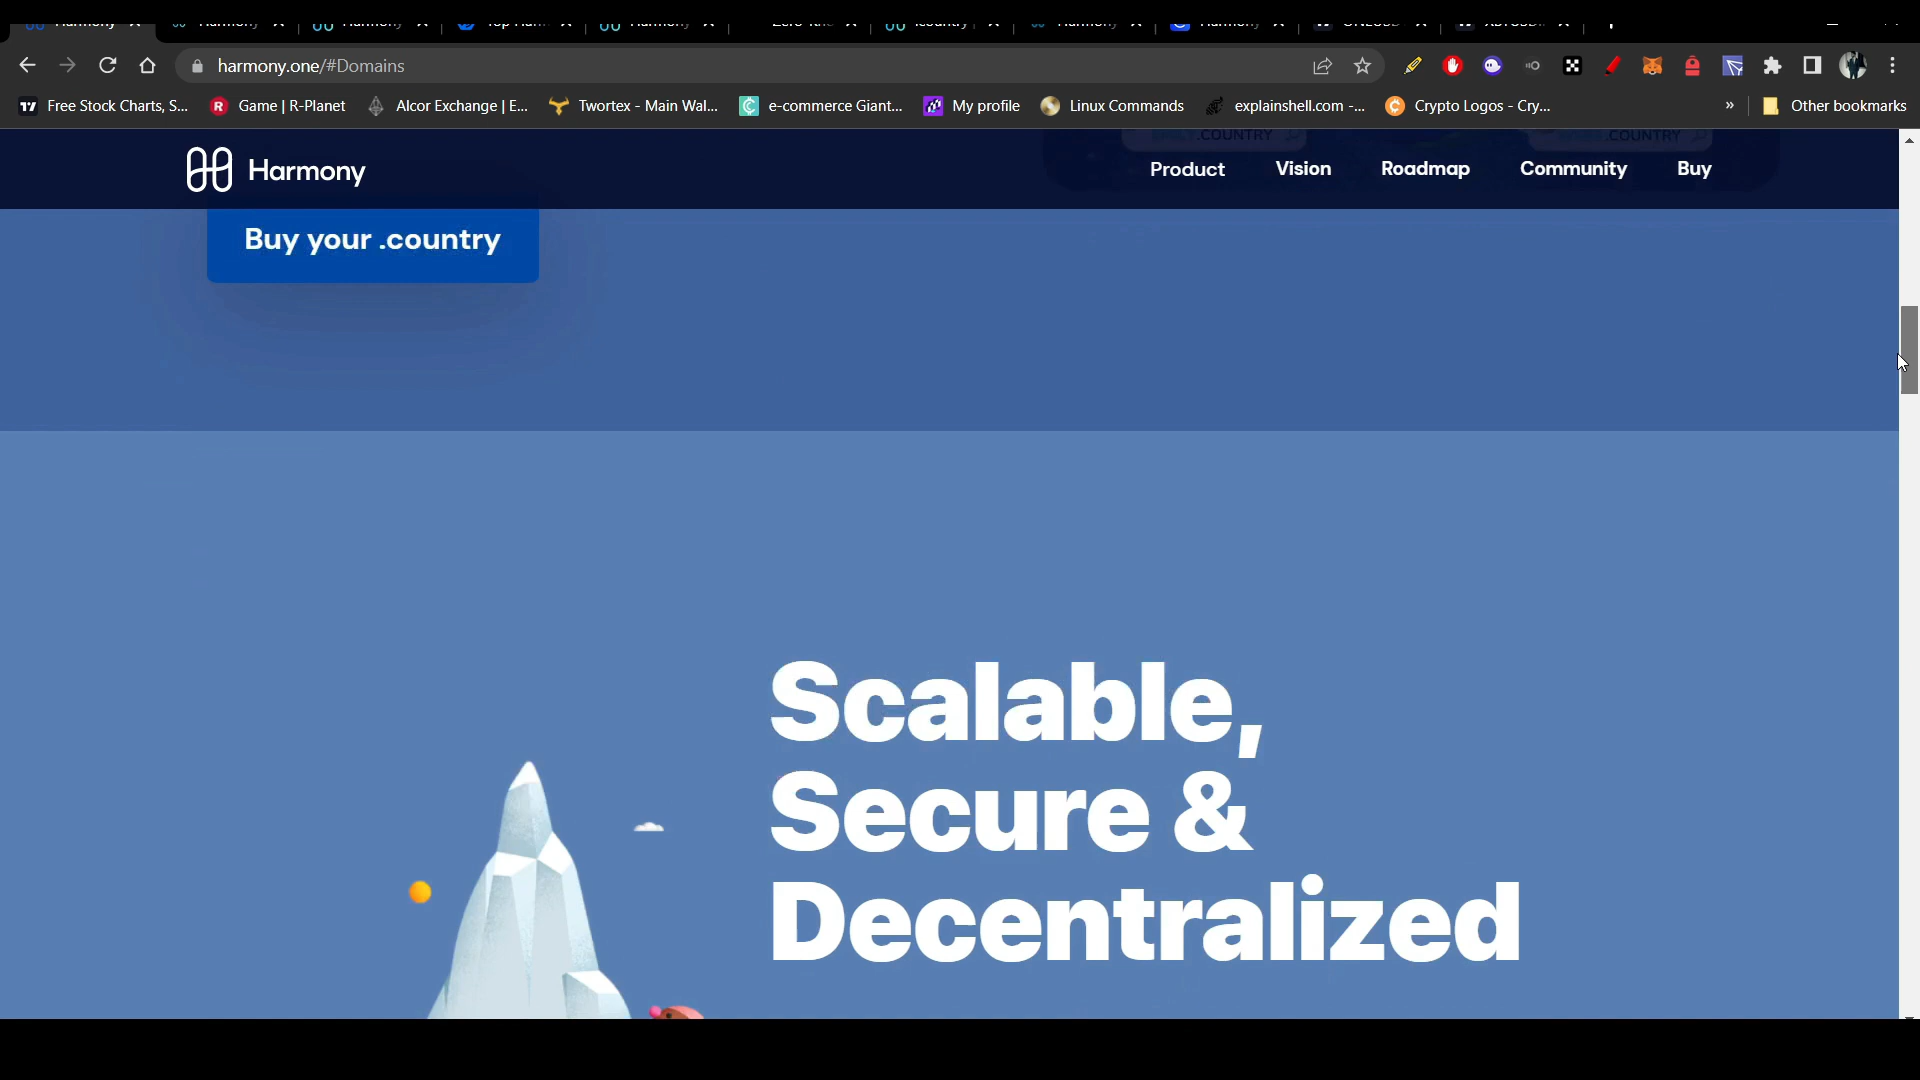 Harmony
harmony.one/#Domains
Free Stock Charts, S...
Game | R-Planet
Alcor Exchange | E...
Twortex - Main Wal...
e-commerce Giant...
My profile
Linux Commands
explainshell.com -...
Crypto Logos - Cry...
»
Other bookmarks
.COUNTRY
.COUNTRY
Harmony
Product
Vision
Roadmap
Community
Buy
Buy your .country
Scalable,
Secure &
Decentralized